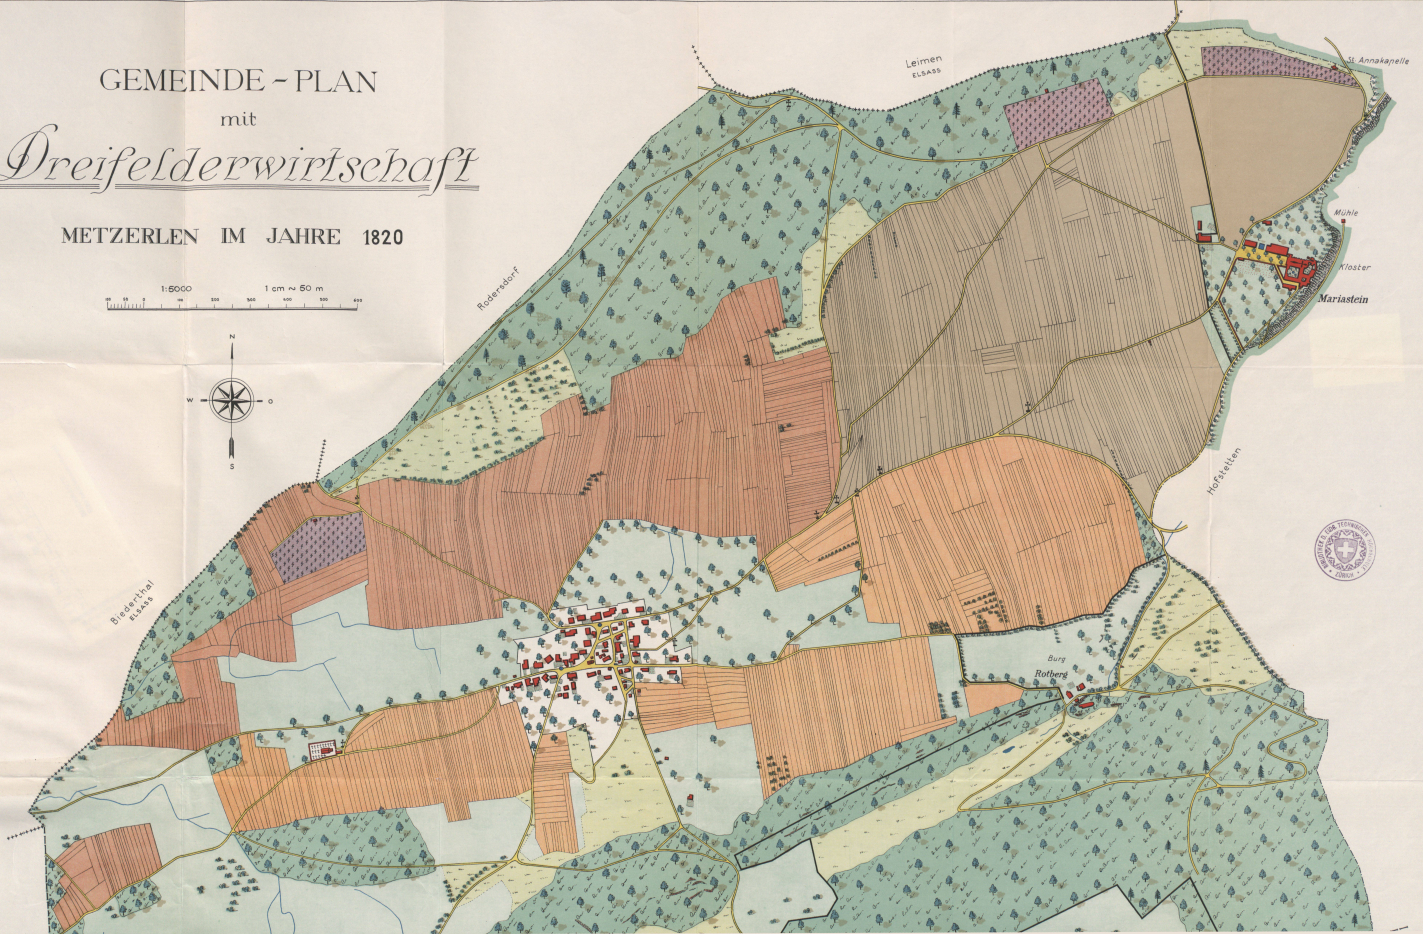 GEMEINDE - PLAN
mit
Dreifelderwirtschaft
METZERLEN IM JAHRE 1820
1:5000 1 cm ~ 50 m
N
W
O
S
Leimen
ELSASS
St. Annakapelle
Mühle
Kloster
Mariastein
Rodersdorf
Hofstetten
Biederthal
ELSASS
Burg
Rotberg
ZÜRICH